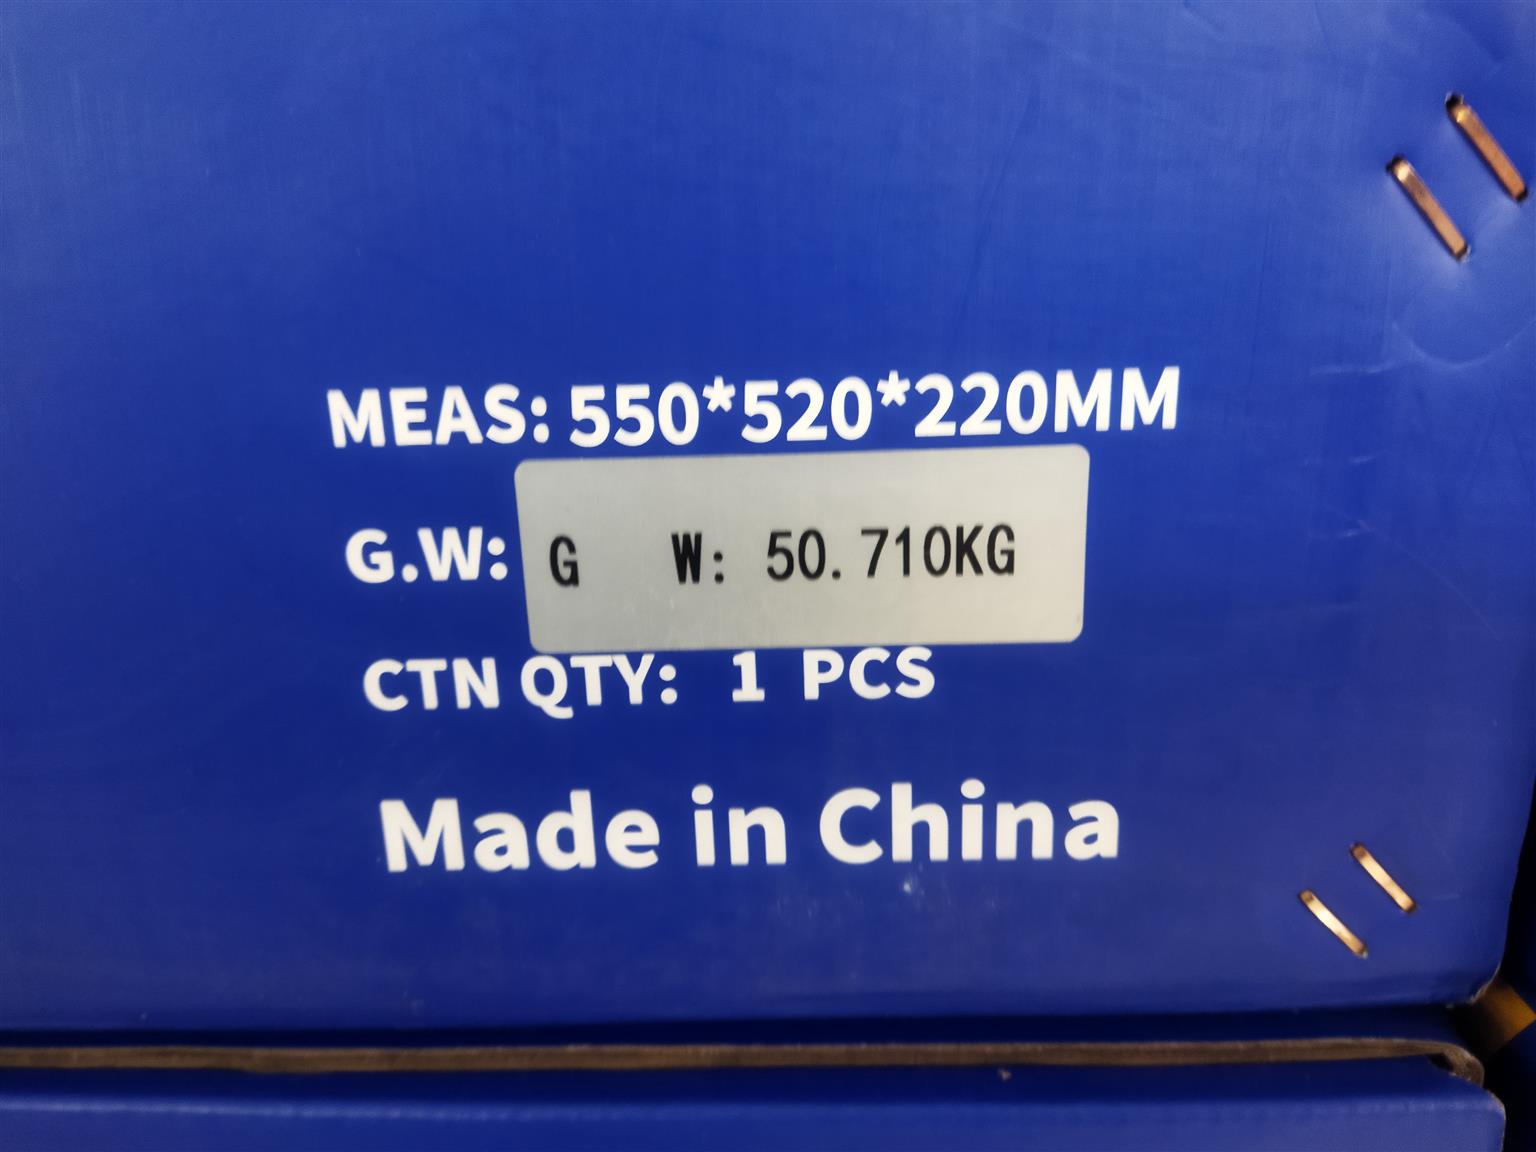 MEAS: 550*520*220MM
G.W: G W: 50.710KG
CTN QTY: 1 PCS
Made in China